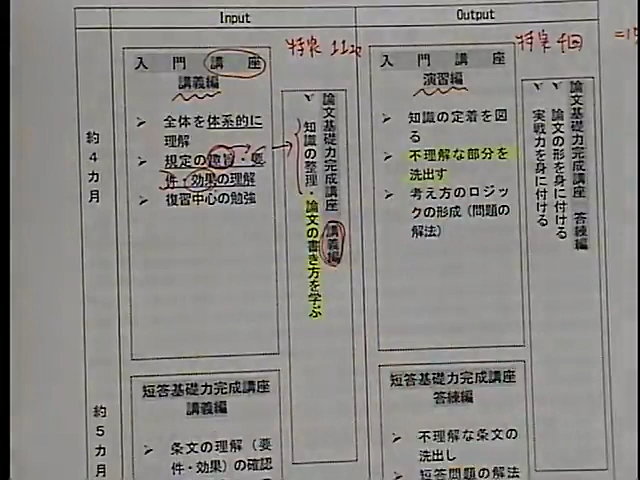 Input
Output
特実 11
特実 4回
=15
約4カ月
入門講座
講義編
全体を体系的に
理解
規定の趣旨・要
件・効果の理解
復習中心の勉強
論文基礎力完成講座 講義編
知識の整理・論文の書き方を学ぶ
入門講座
演習編
知識の定着を図
る
不理解な部分を
洗出す
考え方のロジッ
クの形成(問題の
解法)
論文基礎力完成講座 答練編
論文の形を身に付ける
実戦力を身に付ける
約5カ月
短答基礎力完成講座
講義編
条文の理解(要
件・効果)の確認
短答基礎力完成講座
答練編
不理解な条文の
洗出し
短答問題の解法